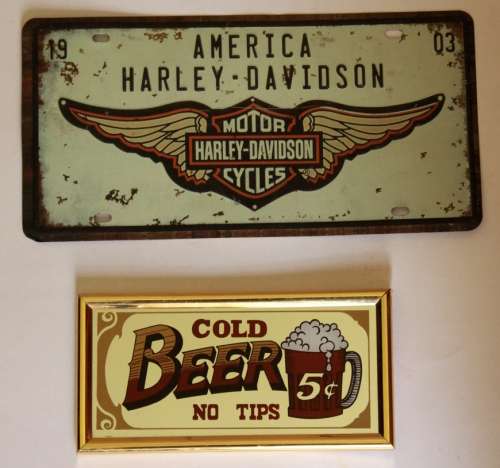 19 03
AMERICA
HARLEY-DAVIDSON
MOTOR
HARLEY-DAVIDSON
CYCLES
COLD
BEER
5¢
NO TIPS